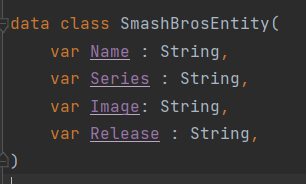 data class SmashBrosEntity(
    var Name : String,
    var Series : String,
    var Image: String,
    var Release : String,
)